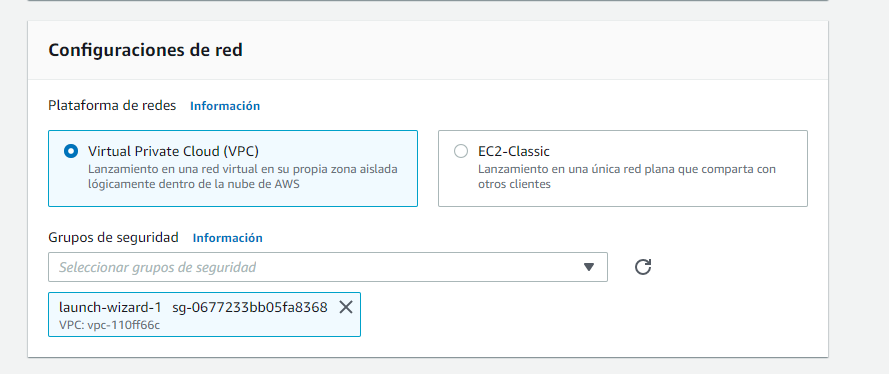 Configuraciones de red
Plataforma de redes Información
Virtual Private Cloud (VPC)
Lanzamiento en una red virtual en su propia zona aislada
lógicamente dentro de la nube de AWS
EC2-Classic
Lanzamiento en una única red plana que comparta con
otros clientes
Grupos de seguridad Información
Seleccionar grupos de seguridad
launch-wizard-1 sg-0677233bb05fa8368
VPC: vpc-110ff66c